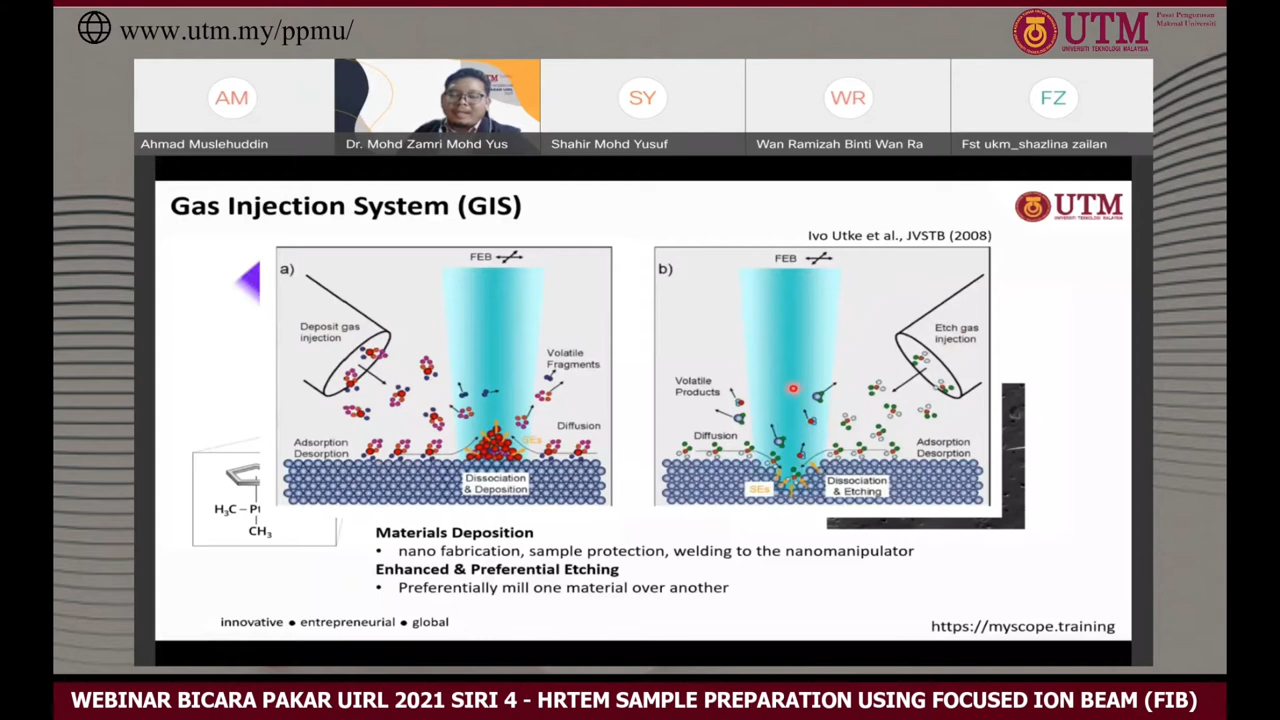 www.utm.my/ppmu/
UTM
UNIVERSITI TEKNOLOGI MALAYSIA
Pusat Pengurusan
Makmal Universiti
AM
SY
WR
FZ
Ahmad Muslehuddin
Dr. Mohd Zamri Mohd Yus
Shahir Mohd Yusuf
Wan Ramizah Binti Wan Ra
Fst ukm_shazlina zailan
Gas Injection System (GIS)
UTM
UNIVERSITI TEKNOLOGI MALAYSIA
Ivo Utke et al., JVSTB (2008)
a)
FEB
Deposit gas
injection
Volatile
Fragments
Diffusion
SEs
Adsorption
Desorption
Dissociation
& Deposition
b)
FEB
Etch gas
injection
Volatile
Products
Diffusion
Adsorption
Desorption
SEs
Dissociation
& Etching
H₃C – Pt
CH₃
Materials Deposition
• nano fabrication, sample protection, welding to the nanomanipulator
Enhanced & Preferential Etching
• Preferentially mill one material over another
innovative ● entrepreneurial ● global
https://myscope.training
WEBINAR BICARA PAKAR UIRL 2021 SIRI 4 - HRTEM SAMPLE PREPARATION USING FOCUSED ION BEAM (FIB)